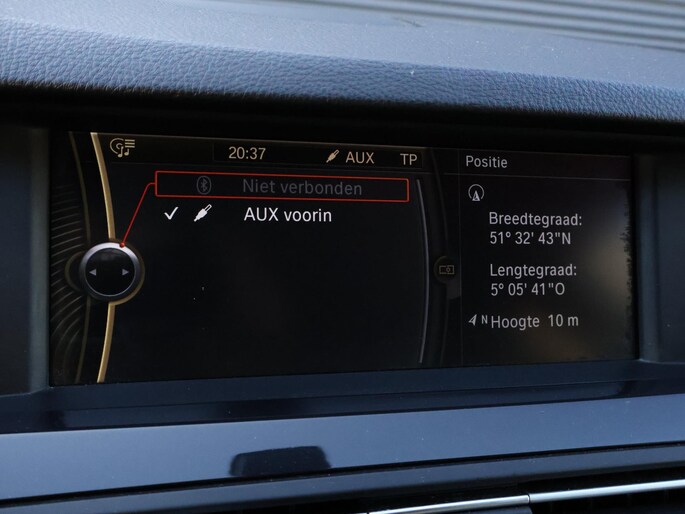 20:37 AUX TP
Niet verbonden
AUX voorin
Positie
Breedtegraad:
51° 32' 43"N
Lengtegraad:
5° 05' 41"O
N Hoogte 10 m